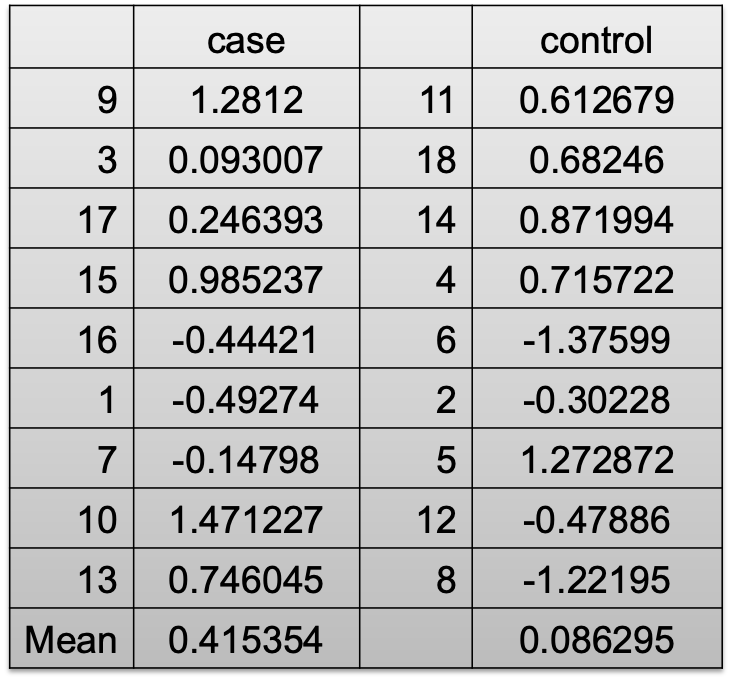 case control
9 1.2812 11 0.612679
3 0.093007 18 0.68246
17 0.246393 14 0.871994
15 0.985237 4 0.715722
16 -0.44421 6 -1.37599
1 -0.49274 2 -0.30228
7 -0.14798 5 1.272872
10 1.471227 12 -0.47886
13 0.746045 8 -1.22195
Mean 0.415354 0.086295